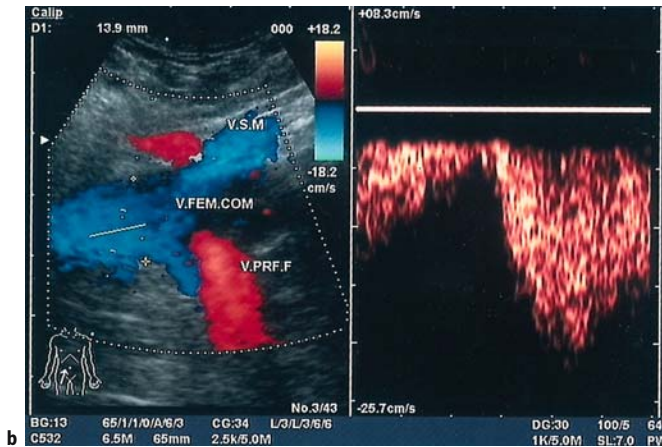 Calip
D1: 13.9 mm 000 +18.2
+08.3cm/s
V.S.M
-18.2
cm/s
V.FEM.COM
V.PRF.F
No.3/43
-25.7cm/s
b
BG:13 65/1/1/0/A/6/3 CG:34 L/3/L/3/6/6
C532 6.5M 65mm 2.5k/5.0M
DG:30 100/5 64
1K/5.0M SL:7.0